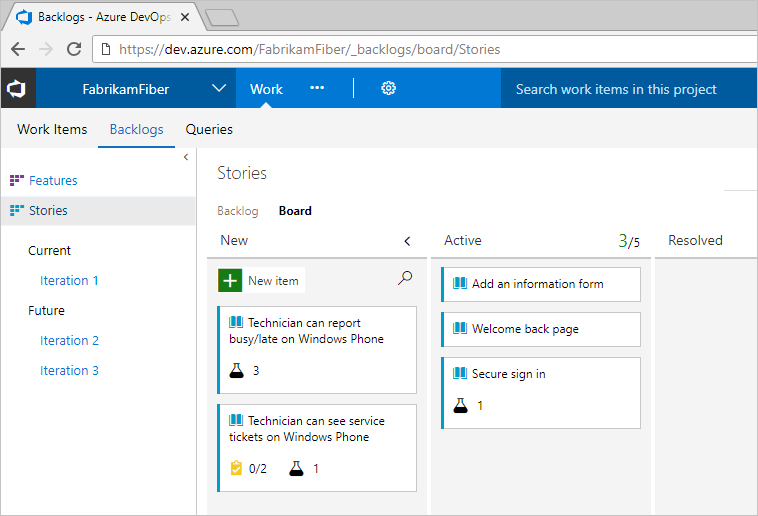 Backlogs - Azure DevOps
https://dev.azure.com/FabrikamFiber/_backlogs/board/Stories
FabrikamFiber Work Search work items in this project
Work Items Backlogs Queries
Features
Stories
Current
Iteration 1
Future
Iteration 2
Iteration 3
Stories
Backlog Board
New Active 3/5 Resolved
New item
Technician can report
busy/late on Windows Phone
3
Technician can see service
tickets on Windows Phone
0/2 1
Add an information form
Welcome back page
Secure sign in
1